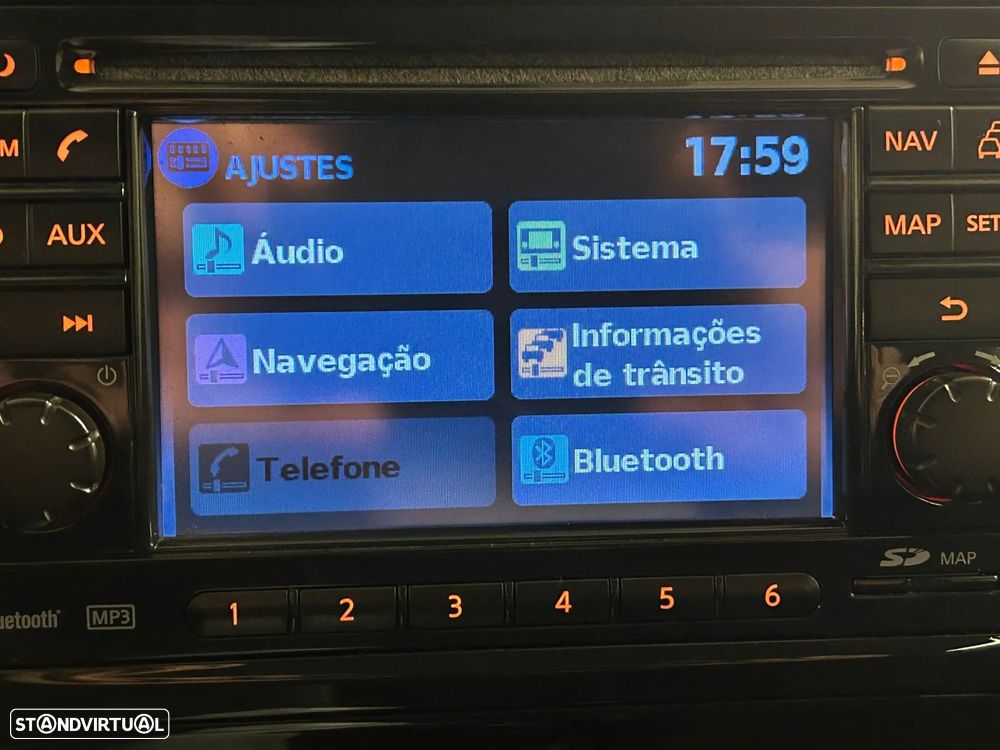 AJUSTES 17:59
NAV
AUX
MAP
SET
Áudio
Sistema
Navegação
Informações
de trânsito
Telefone
Bluetooth
SD MAP
MP3
1 2 3 4 5 6
STANDVIRTUAL